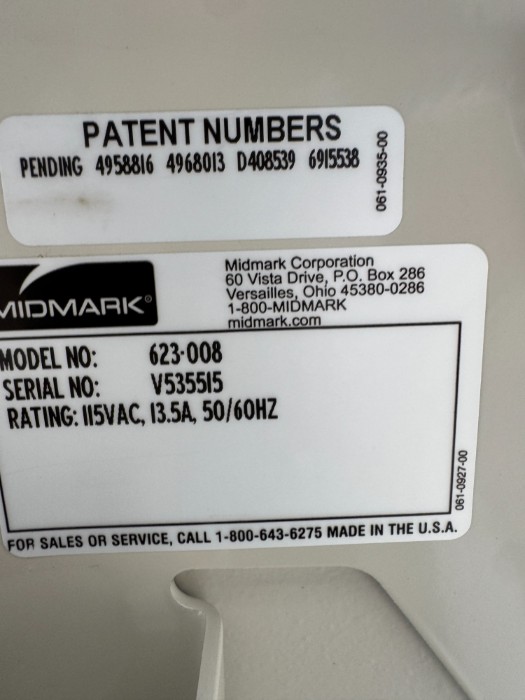 PATENT NUMBERS
PENDING 4958816 4968013 D408539 6915538
061-0935-00
MIDMARK®
Midmark Corporation
60 Vista Drive, P.O. Box 286
Versailles, Ohio 45380-0286
1-800-MIDMARK
midmark.com
MODEL NO: 623-008
SERIAL NO: V535515
RATING: 115VAC, 13.5A, 50/60HZ
061-0927-00
FOR SALES OR SERVICE, CALL 1-800-643-6275 MADE IN THE U.S.A.